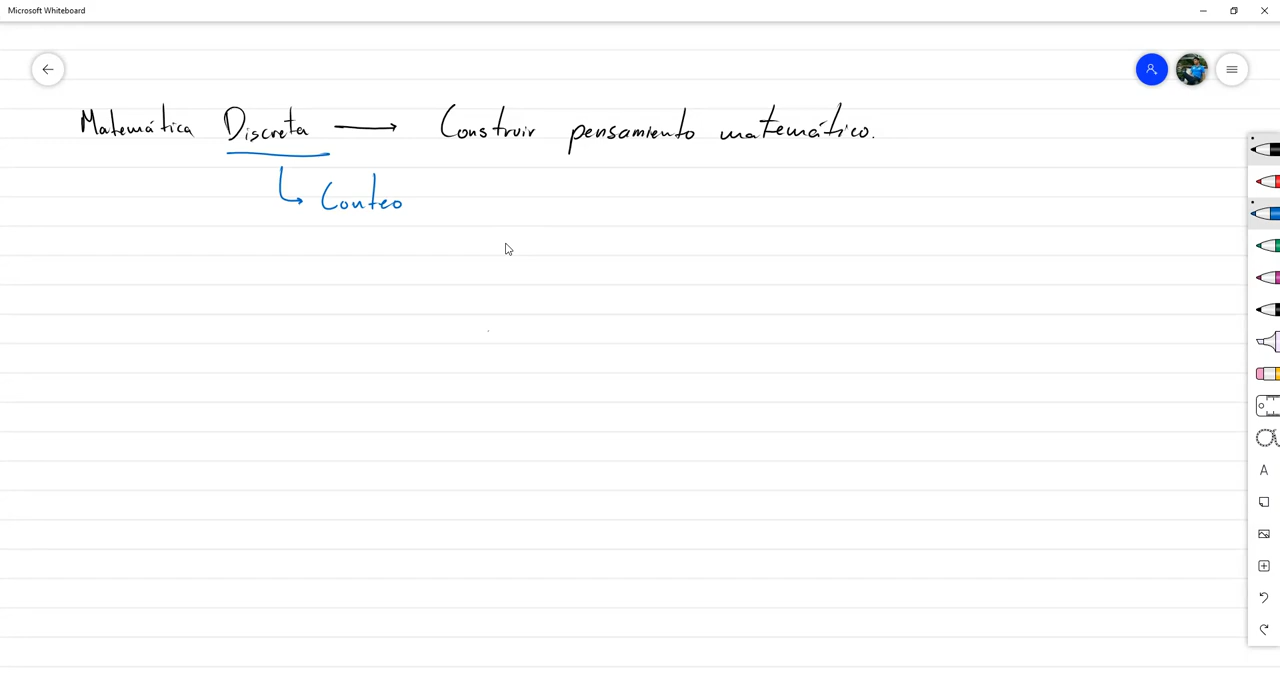 Microsoft Whiteboard
Matemática Discreta → Construir pensamiento matemático.
↳ Conteo
A